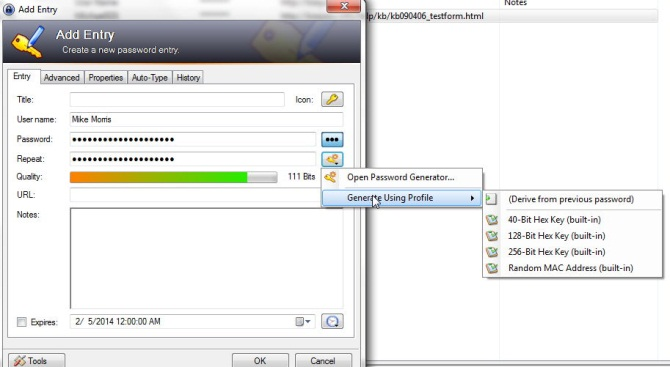 Add Entry
Notes
lp/kb/kb090406_testform.html
Add Entry
Create a new password entry.
Entry Advanced Properties Auto-Type History
Title: Icon:
User name: Mike Morris
Password: ••••••••••••••••••••
Repeat: ••••••••••••••••••••
Quality: 111 Bits
URL:
Notes:
Open Password Generator...
Generate Using Profile
(Derive from previous password)
40-Bit Hex Key (built-in)
128-Bit Hex Key (built-in)
256-Bit Hex Key (built-in)
Random MAC Address (built-in)
Expires: 2/ 5/2014 12:00:00 AM
Tools OK Cancel